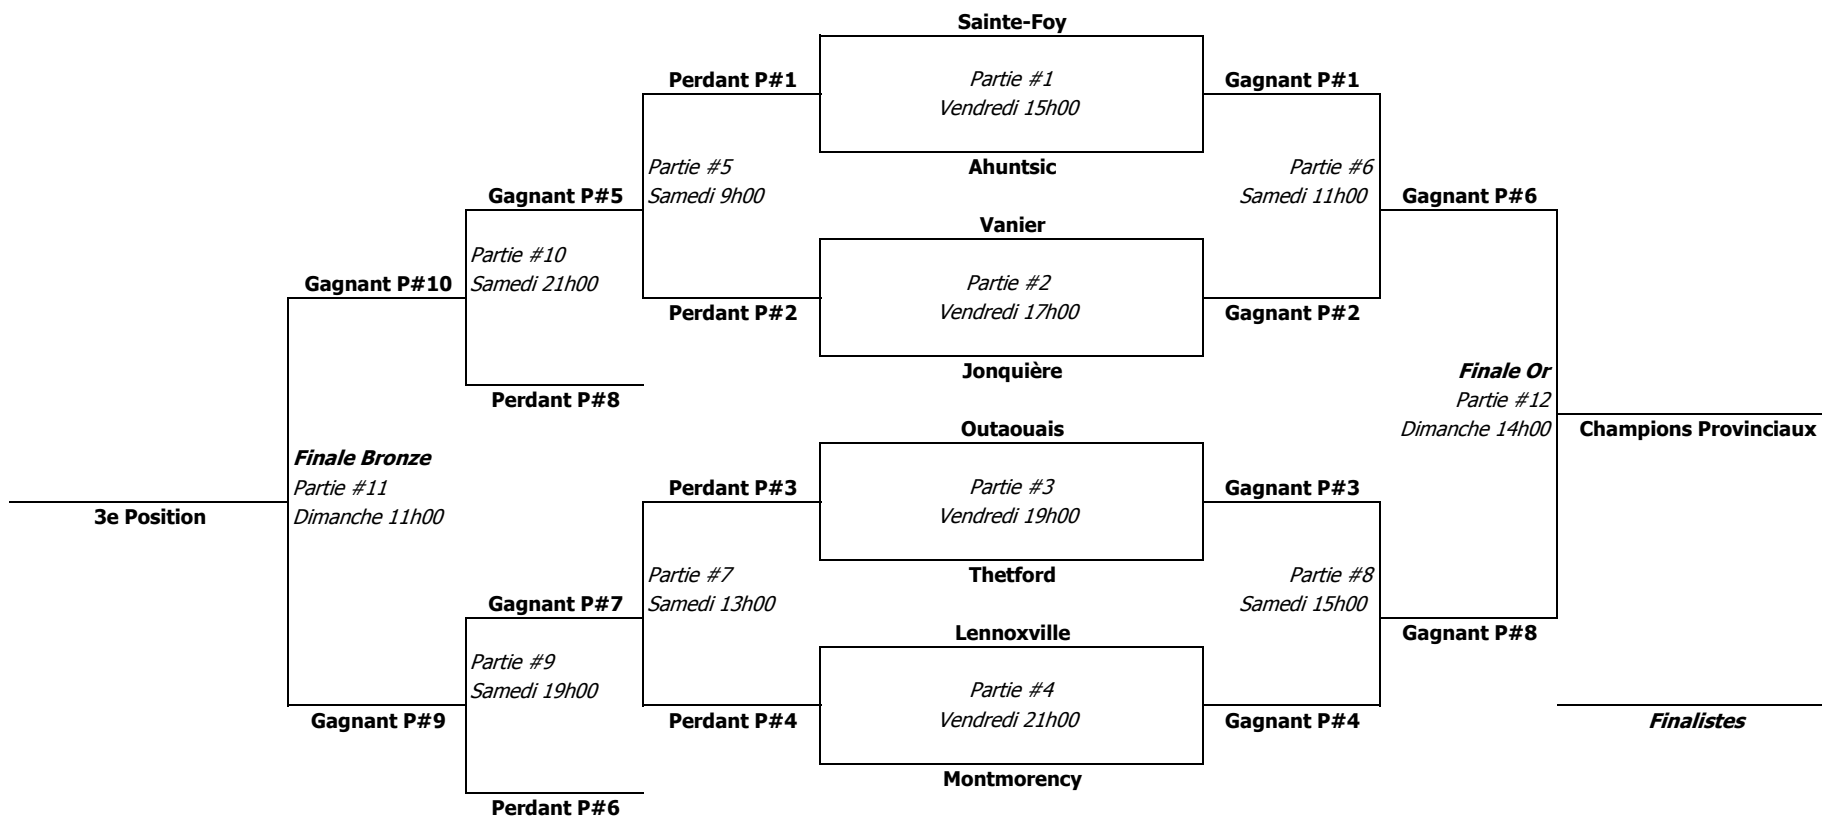 Sainte-Foy
Perdant P#1
Partie #1
Gagnant P#1
Vendredi 15h00
Partie #5
Ahuntsic
Partie #6
Gagnant P#5
Samedi 9h00
Samedi 11h00
Gagnant P#6
Vanier
Partie #10
Gagnant P#10
Samedi 21h00
Partie #2
Perdant P#2
Vendredi 17h00
Gagnant P#2
Jonquière
Finale Or
Perdant P#8
Partie #12
Outaouais
Dimanche 14h00
Champions Provinciaux
Finale Bronze
Partie #11
Perdant P#3
Partie #3
Gagnant P#3
3e Position
Dimanche 11h00
Vendredi 19h00
Partie #7
Thetford
Partie #8
Gagnant P#7
Samedi 13h00
Samedi 15h00
Lennoxville
Gagnant P#8
Partie #9
Samedi 19h00
Partie #4
Gagnant P#9
Perdant P#4
Vendredi 21h00
Gagnant P#4
Finalistes
Montmorency
Perdant P#6